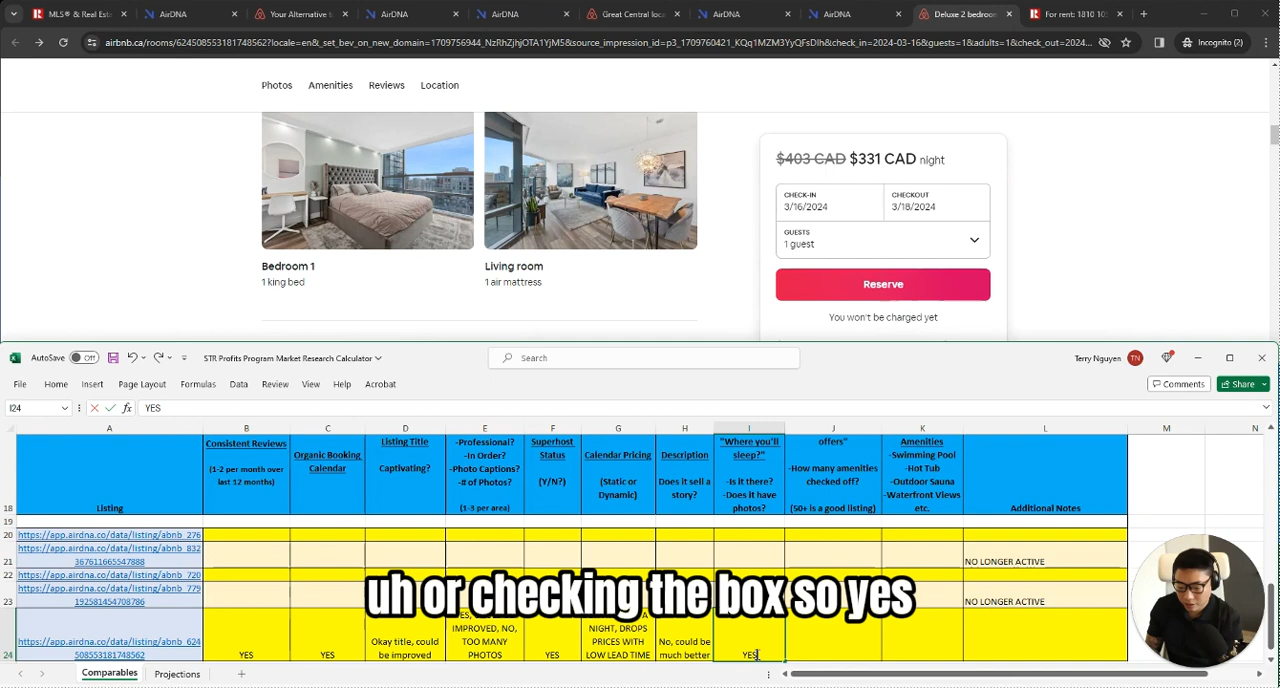 MLS® & Real Esta
AirDNA
Your Alternative t
AirDNA
AirDNA
Great Central loca
AirDNA
AirDNA
Deluxe 2 bedroom
For rent: 1810 10
airbnb.ca/rooms/624508553181748562?locale=en&_set_bev_on_new_domain=1709756944_NzRhZjhjOTA1YjM5&source_impression_id=p3_1709760421_KQq1MZM3YyQFsDlh&check_in=2024-03-16&guests=1&adults=1&check_out=2024...
Incognito (2)
Photos
Amenities
Reviews
Location
$403 CAD $331 CAD night
CHECK-IN
3/16/2024
CHECKOUT
3/18/2024
GUESTS
1 guest
Reserve
You won't be charged yet
Bedroom 1
1 king bed
Living room
1 air mattress
AutoSave Off
STR Profits Program Market Research Calculator
Search
Terry Nguyen TN
File Home Insert Page Layout Formulas Data Review View Help Acrobat
Comments Share
I24
fx YES
A B C D E F G H I J K L M N
18
Listing
Consistent Reviews
(1-2 per month over
last 12 months)
Organic Booking
Calendar
Listing Title
Captivating?
-Professional?
-In Order?
-Photo Captions?
-# of Photos?
(1-3 per area)
Superhost
Status
(Y/N?)
Calendar Pricing
(Static or
Dynamic)
Description
Does it sell a
story?
"Where you'll
sleep?"
-Is it there?
-Does it have
photos?
offers"
-How many amenities
checked off?
(50+ is a good listing)
Amenities
-Swimming Pool
-Hot Tub
-Outdoor Sauna
-Waterfront Views
etc.
Additional Notes
19
20 https://app.airdna.co/data/listing/abnb_276
21 https://app.airdna.co/data/listing/abnb_832
367611665547888
NO LONGER ACTIVE
22 https://app.airdna.co/data/listing/abnb_720
23 https://app.airdna.co/data/listing/abnb_779
192581454708786
NO LONGER ACTIVE
24 https://app.airdna.co/data/listing/abnb_624
508553181748562
YES
YES
Okay title, could
be improved
IMPROVED, NO,
TOO MANY
PHOTOS
YES
NIGHT, DROPS
PRICES WITH
LOW LEAD TIME
No, could be
much better
YES
uh or checking the box so yes
Comparables
Projections